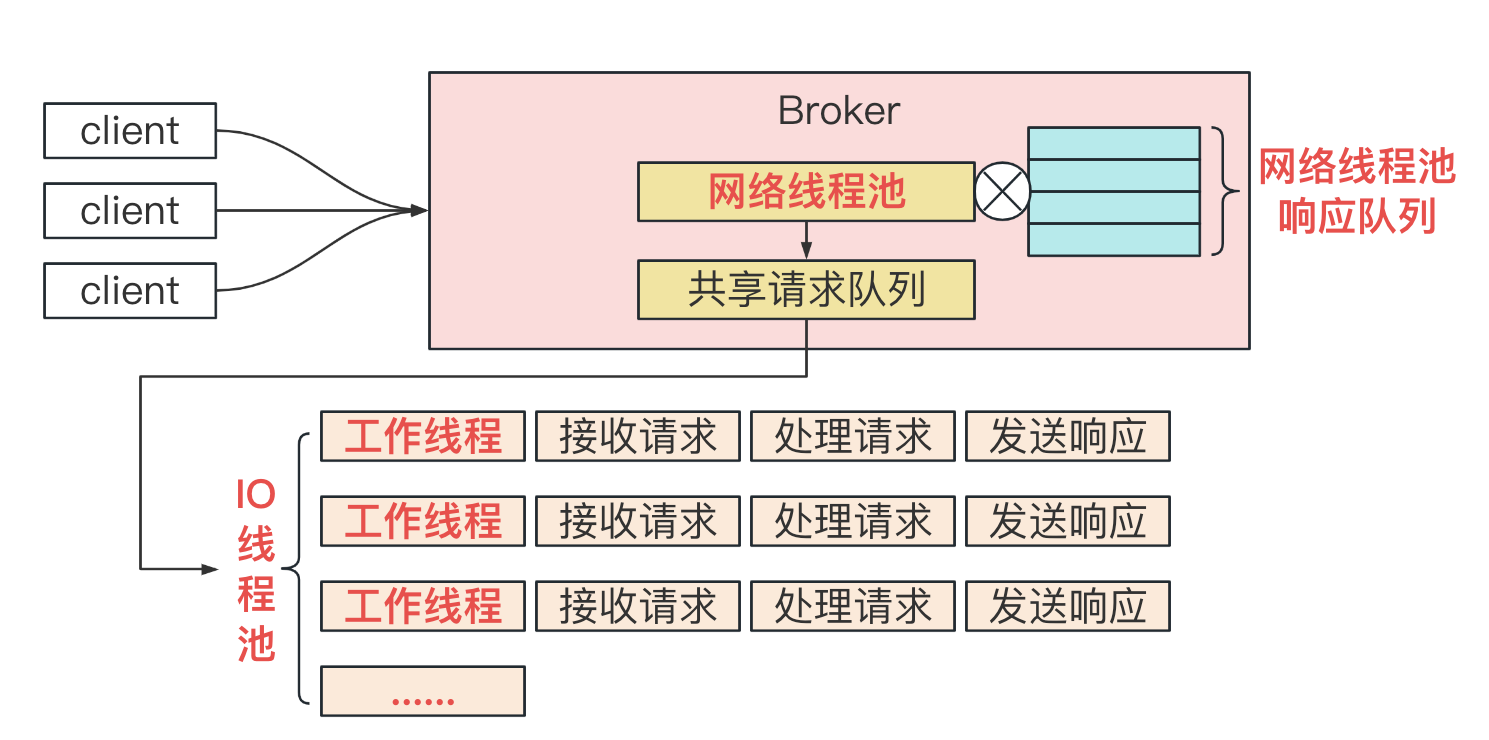 Broker
client
client
client
网络线程池
共享请求队列
网络线程池
响应队列
IO
线
程
池
工作线程
接收请求
处理请求
发送响应
工作线程
接收请求
处理请求
发送响应
工作线程
接收请求
处理请求
发送响应
......